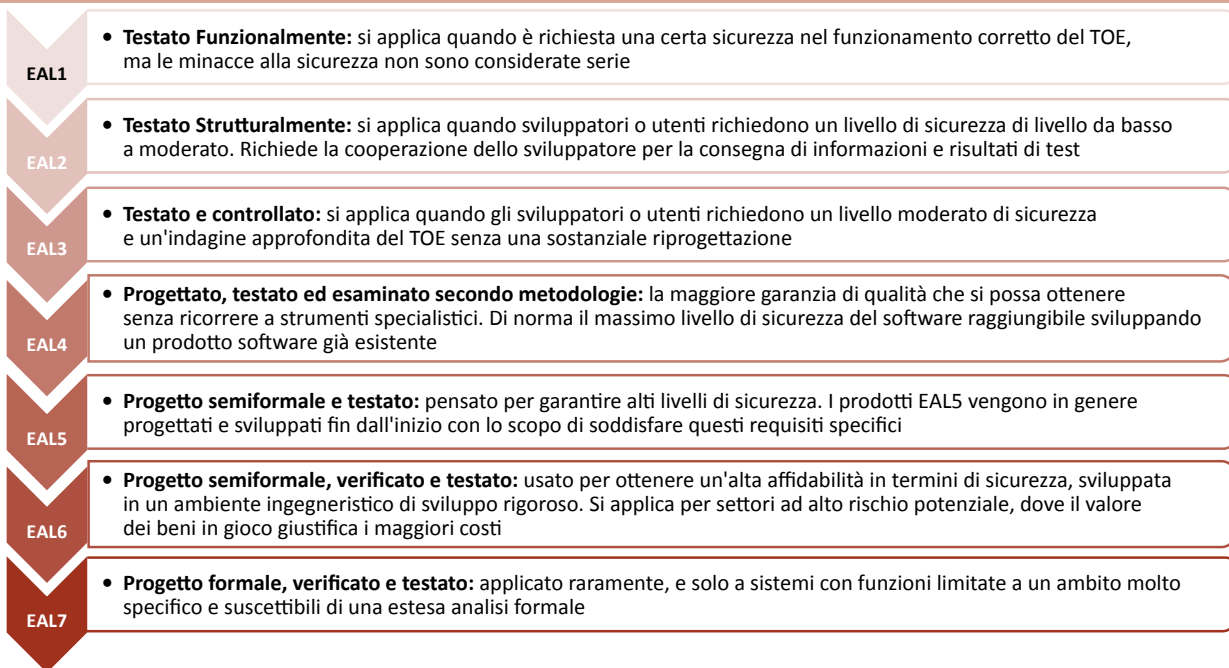 EAL1
• Testato Funzionalmente: si applica quando è richiesta una certa sicurezza nel funzionamento corretto del TOE,
ma le minacce alla sicurezza non sono considerate serie
EAL2
• Testato Strutturalmente: si applica quando sviluppatori o utenti richiedono un livello di sicurezza di livello da basso
a moderato. Richiede la cooperazione dello sviluppatore per la consegna di informazioni e risultati di test
EAL3
• Testato e controllato: si applica quando gli sviluppatori o utenti richiedono un livello moderato di sicurezza
e un'indagine approfondita del TOE senza una sostanziale riprogettazione
EAL4
• Progettato, testato ed esaminato secondo metodologie: la maggiore garanzia di qualità che si possa ottenere
senza ricorrere a strumenti specialistici. Di norma il massimo livello di sicurezza del software raggiungibile sviluppando
un prodotto software già esistente
EAL5
• Progetto semiformale e testato: pensato per garantire alti livelli di sicurezza. I prodotti EAL5 vengono in genere
progettati e sviluppati fin dall'inizio con lo scopo di soddisfare questi requisiti specifici
EAL6
• Progetto semiformale, verificato e testato: usato per ottenere un'alta affidabilità in termini di sicurezza, sviluppata
in un ambiente ingegneristico di sviluppo rigoroso. Si applica per settori ad alto rischio potenziale, dove il valore
dei beni in gioco giustifica i maggiori costi
EAL7
• Progetto formale, verificato e testato: applicato raramente, e solo a sistemi con funzioni limitate a un ambito molto
specifico e suscettibili di una estesa analisi formale